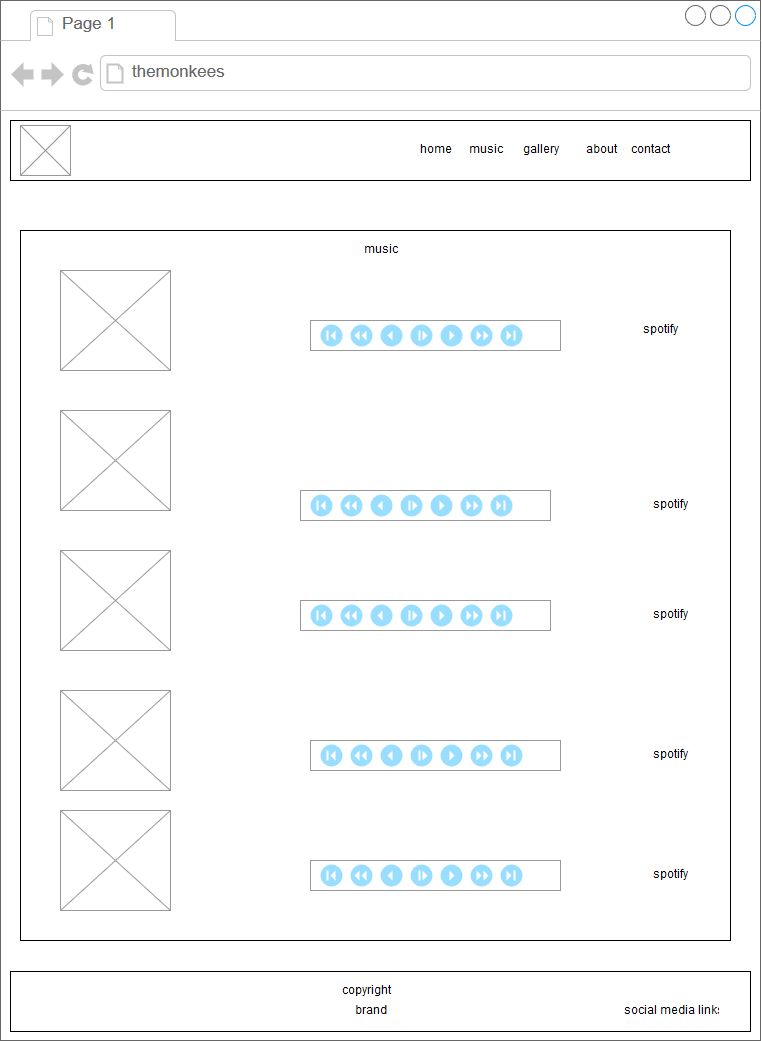 Page 1
themonkees
home music gallery about contact
music
spotify
spotify
spotify
spotify
spotify
copyright
brand social media links